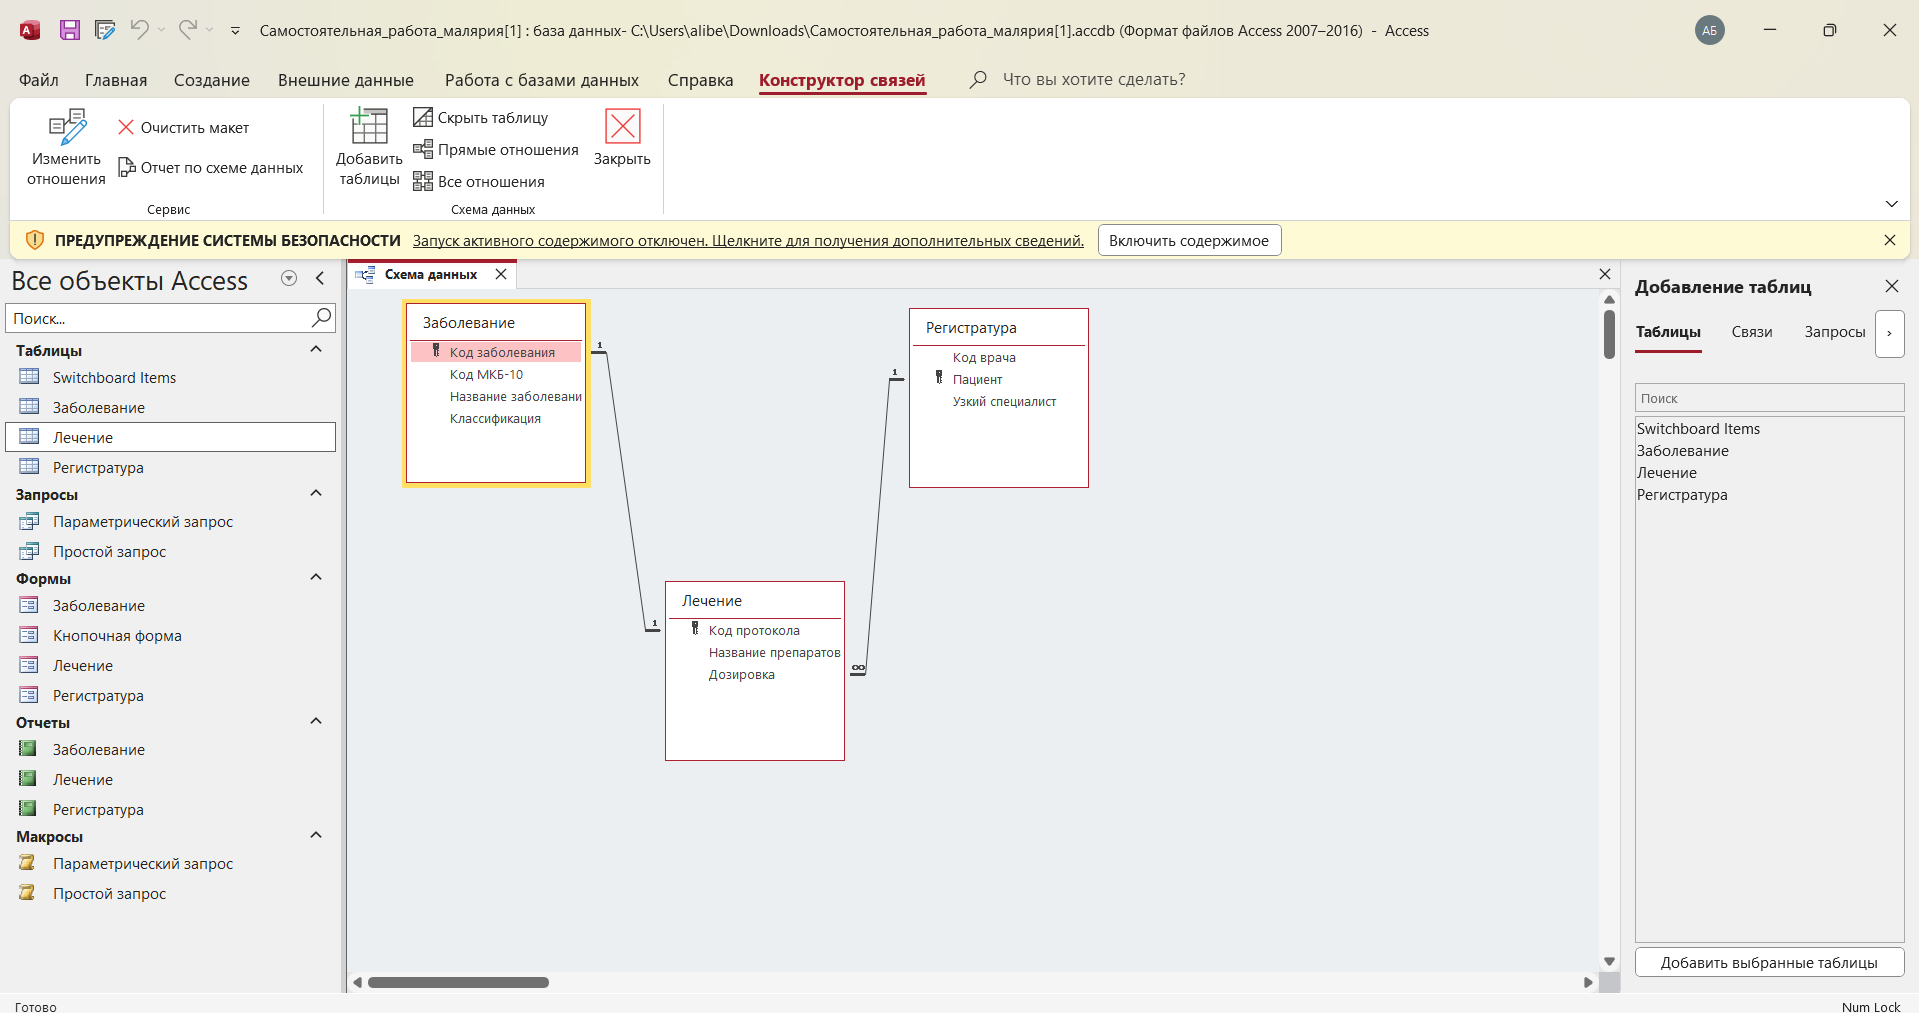 Самостоятельная_работа_малярия[1] : база данных- C:\Users\alibe\Downloads\Самостоятельная_работа_малярия[1].accdb (Формат файлов Access 2007–2016) - Access
АБ
Файл Главная Создание Внешние данные Работа с базами данных Справка Конструктор связей Что вы хотите сделать?
Изменить отношения
Очистить макет
Отчет по схеме данных
Сервис
Добавить таблицы
Скрыть таблицу
Прямые отношения
Все отношения
Закрыть
Схема данных
ПРЕДУПРЕЖДЕНИЕ СИСТЕМЫ БЕЗОПАСНОСТИ Запуск активного содержимого отключен. Щелкните для получения дополнительных сведений. Включить содержимое
Все объекты Access
Поиск...
Таблицы
Switchboard Items
Заболевание
Лечение
Регистратура
Запросы
Параметрический запрос
Простой запрос
Формы
Заболевание
Кнопочная форма
Лечение
Регистратура
Отчеты
Заболевание
Лечение
Регистратура
Макросы
Параметрический запрос
Простой запрос
Схема данных
Заболевание
Код заболевания
Код МКБ-10
Название заболевани
Классификация
1
1
Регистратура
Код врача
Пациент
Узкий специалист
1
∞
Лечение
Код протокола
Название препаратов
Дозировка
Добавление таблиц
Таблицы Связи Запросы
Поиск
Switchboard Items
Заболевание
Лечение
Регистратура
Добавить выбранные таблицы
Готово
Num Lock